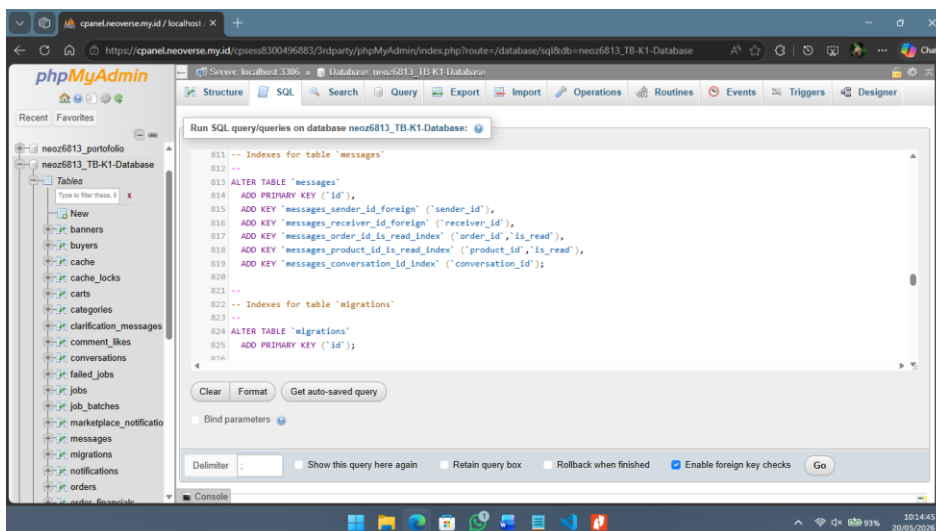 cpanel.neoverse.my.id / localhost /
https://cpanel.neoverse.my.id/cpsess8300496883/3rdparty/phpMyAdmin/index.php?route=/database/sql&db=neoz6813_TB-K1-Database
Chat
phpMyAdmin
Recent Favorites
neoz6813_portofolio
neoz6813_TB-K1-Database
Tables
Type to filter these, E X
New
banners
buyers
cache
cache_locks
carts
categories
clarification_messages
comment_likes
conversations
failed_jobs
jobs
job_batches
marketplace_notificatio
messages
migrations
notifications
orders
order_financials
Server: localhost:3306 » Database: neoz6813_TB-K1-Database
Structure SQL Search Query Export Import Operations Routines Events Triggers Designer
Run SQL query/queries on database neoz6813_TB-K1-Database:
811 -- Indexes for table `messages`
812 --
813 ALTER TABLE `messages`
814 ADD PRIMARY KEY (`id`),
815 ADD KEY `messages_sender_id_foreign` (`sender_id`),
816 ADD KEY `messages_receiver_id_foreign` (`receiver_id`),
817 ADD KEY `messages_order_id_is_read_index` (`order_id`,`is_read`),
818 ADD KEY `messages_product_id_is_read_index` (`product_id`,`is_read`),
819 ADD KEY `messages_conversation_id_index` (`conversation_id`);
820
821 --
822 -- Indexes for table `migrations`
823 --
824 ALTER TABLE `migrations`
825 ADD PRIMARY KEY (`id`);
826
Clear Format Get auto-saved query
Bind parameters
Delimiter ; Show this query here again Retain query box Rollback when finished Enable foreign key checks Go
Console
1
93%
10:14:45
20/05/2026